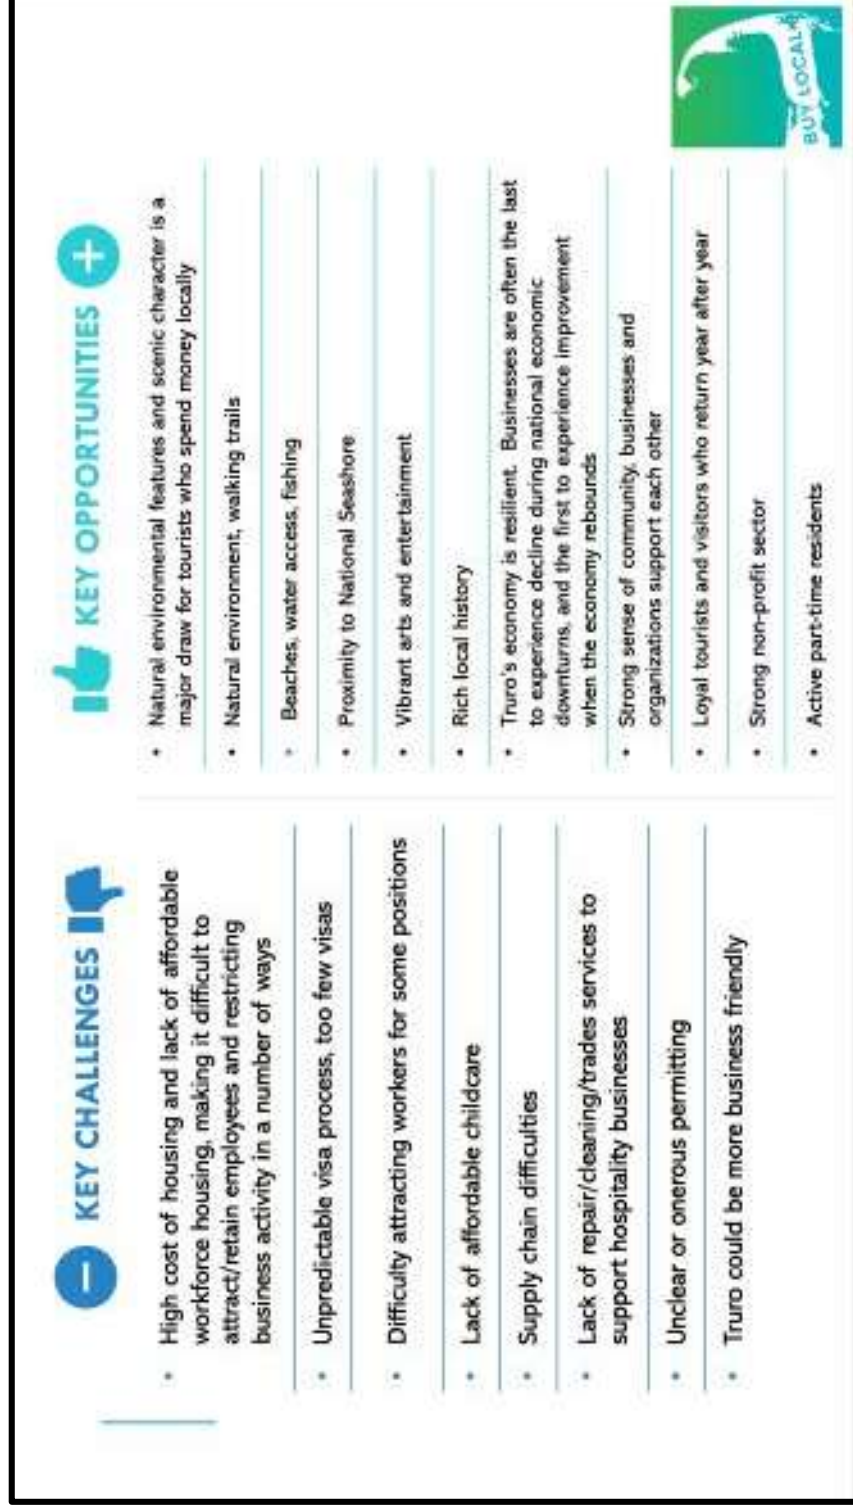 KEY CHALLENGES
• High cost of housing and lack of affordable
workforce housing, making it difficult to
attract/retain employees and restricting
business activity in a number of ways
• Unpredictable visa process, too few visas
• Difficulty attracting workers for some positions
• Lack of affordable childcare
• Supply chain difficulties
• Lack of repair/cleaning/trades services to
support hospitality businesses
• Unclear or onerous permitting
• Truro could be more business friendly
KEY OPPORTUNITIES
• Natural environmental features and scenic character is a
major draw for tourists who spend money locally
• Natural environment, walking trails
• Beaches, water access, fishing
• Proximity to National Seashore
• Vibrant arts and entertainment
• Rich local history
• Truro's economy is resilient. Businesses are often the last
to experience decline during national economic
downturns, and the first to experience improvement
when the economy rebounds
• Strong sense of community, businesses and
organizations support each other
• Loyal tourists and visitors who return year after year
• Strong non-profit sector
• Active part-time residents
BUY LOCAL